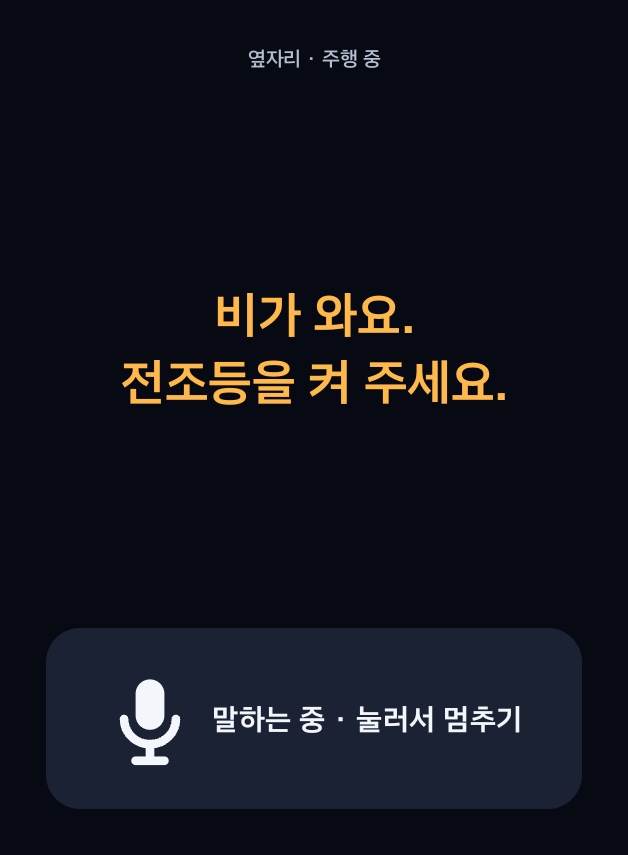 옆자리 · 주행 중
비가 와요.
전조등을 켜 주세요.
말하는 중 · 눌러서 멈추기